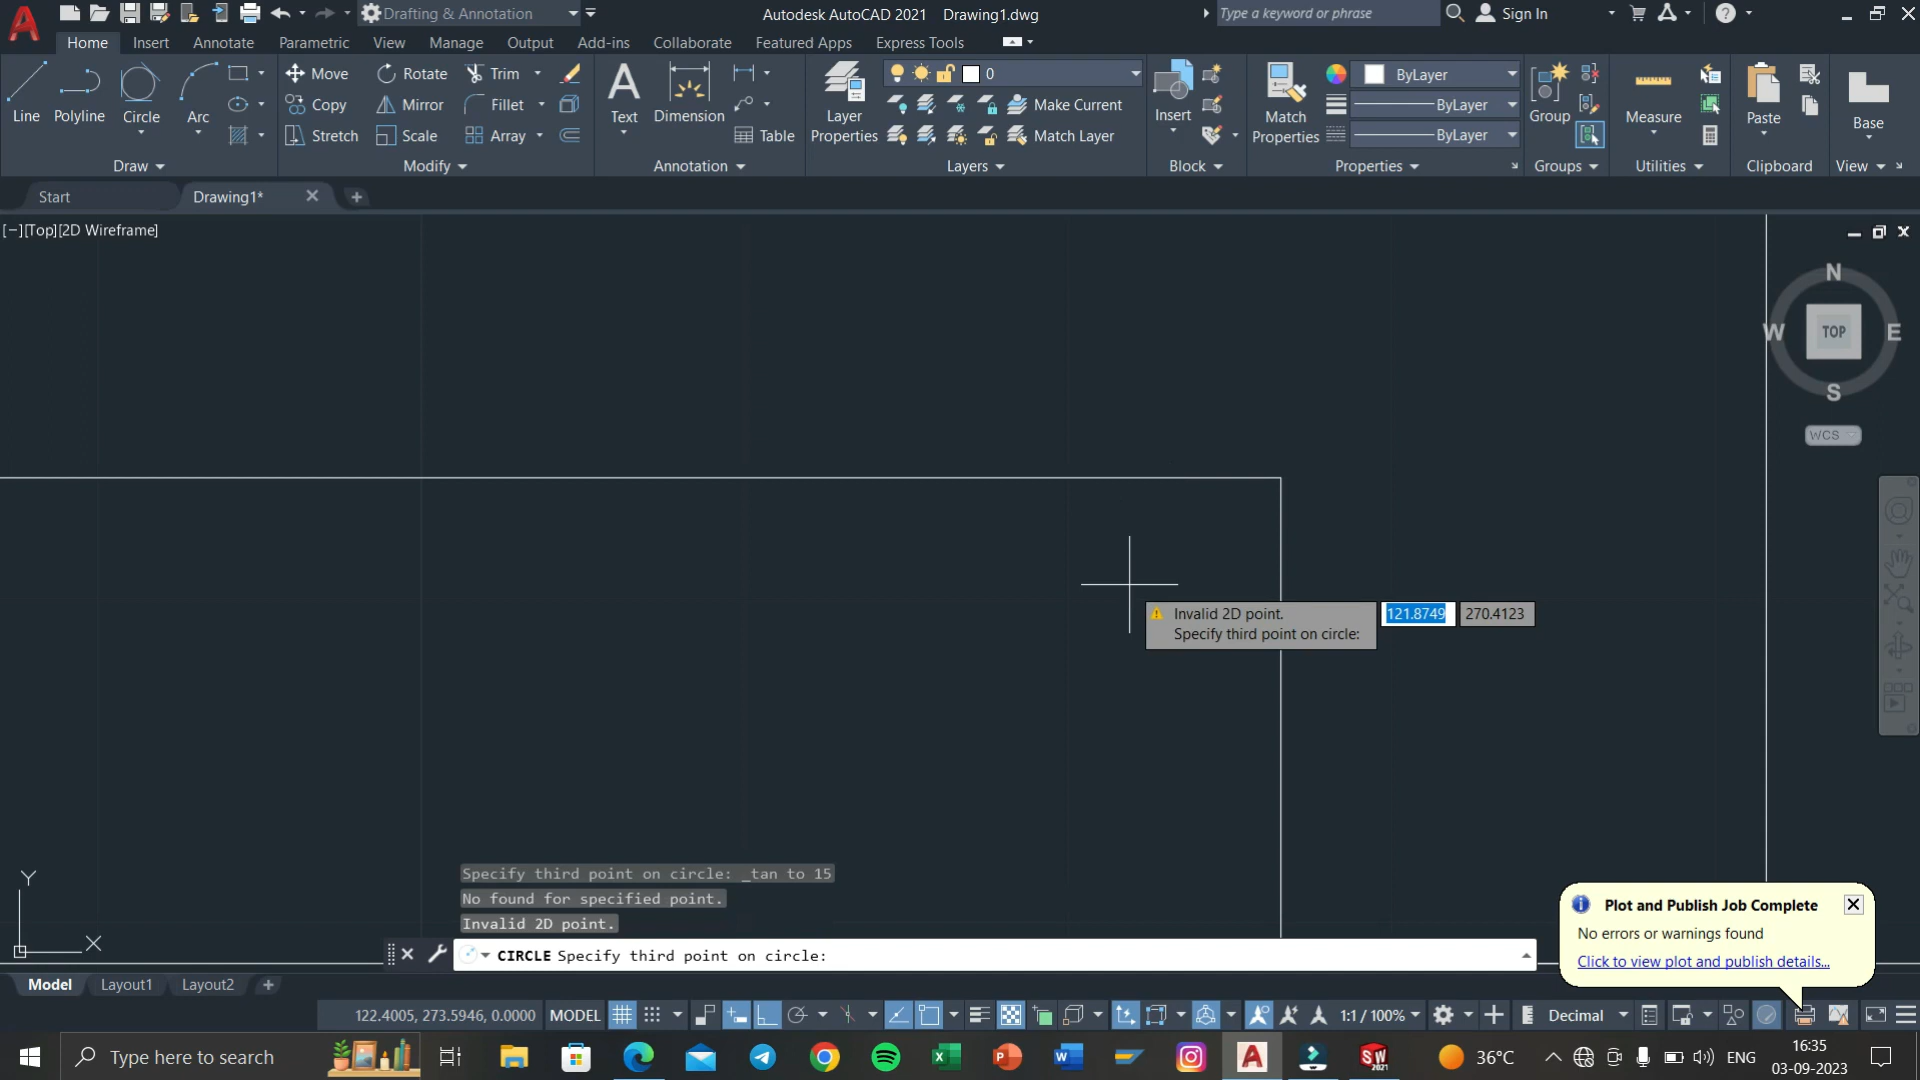 Drafting & Annotation
Autodesk AutoCAD 2021 Drawing1.dwg
Type a keyword or phrase
Sign In
Home Insert Annotate Parametric View Manage Output Add-ins Collaborate Featured Apps Express Tools
Line Polyline Circle Arc
Move Rotate Trim
Copy Mirror Fillet
Stretch Scale Array
Text Dimension Table
Layer Properties
0
Make Current
Match Layer
Insert
Match Properties
ByLayer
ByLayer
ByLayer
Group
Measure
Paste
Base
Draw Modify Annotation Layers Block Properties Groups Utilities Clipboard View
Start Drawing1*
[−][Top][2D Wireframe]
N
W TOP E
S
WCS
Invalid 2D point.
Specify third point on circle:
121.8749 270.4123
Y
X
Specify third point on circle: _tan to 15
No found for specified point.
Invalid 2D point.
CIRCLE Specify third point on circle:
Plot and Publish Job Complete
No errors or warnings found
Click to view plot and publish details...
Model Layout1 Layout2
122.4005, 273.5946, 0.0000 MODEL 1:1 / 100% Decimal
Type here to search
36°C
ENG
16:35
03-09-2023